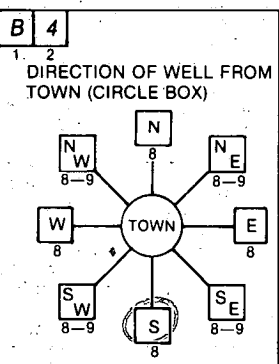 B 4
1 2
DIRECTION OF WELL FROM
TOWN (CIRCLE BOX)
N
8
N W
8-9
N E
8-9
W
8
TOWN
E
8
S W
8-9
S E
8-9
S
8